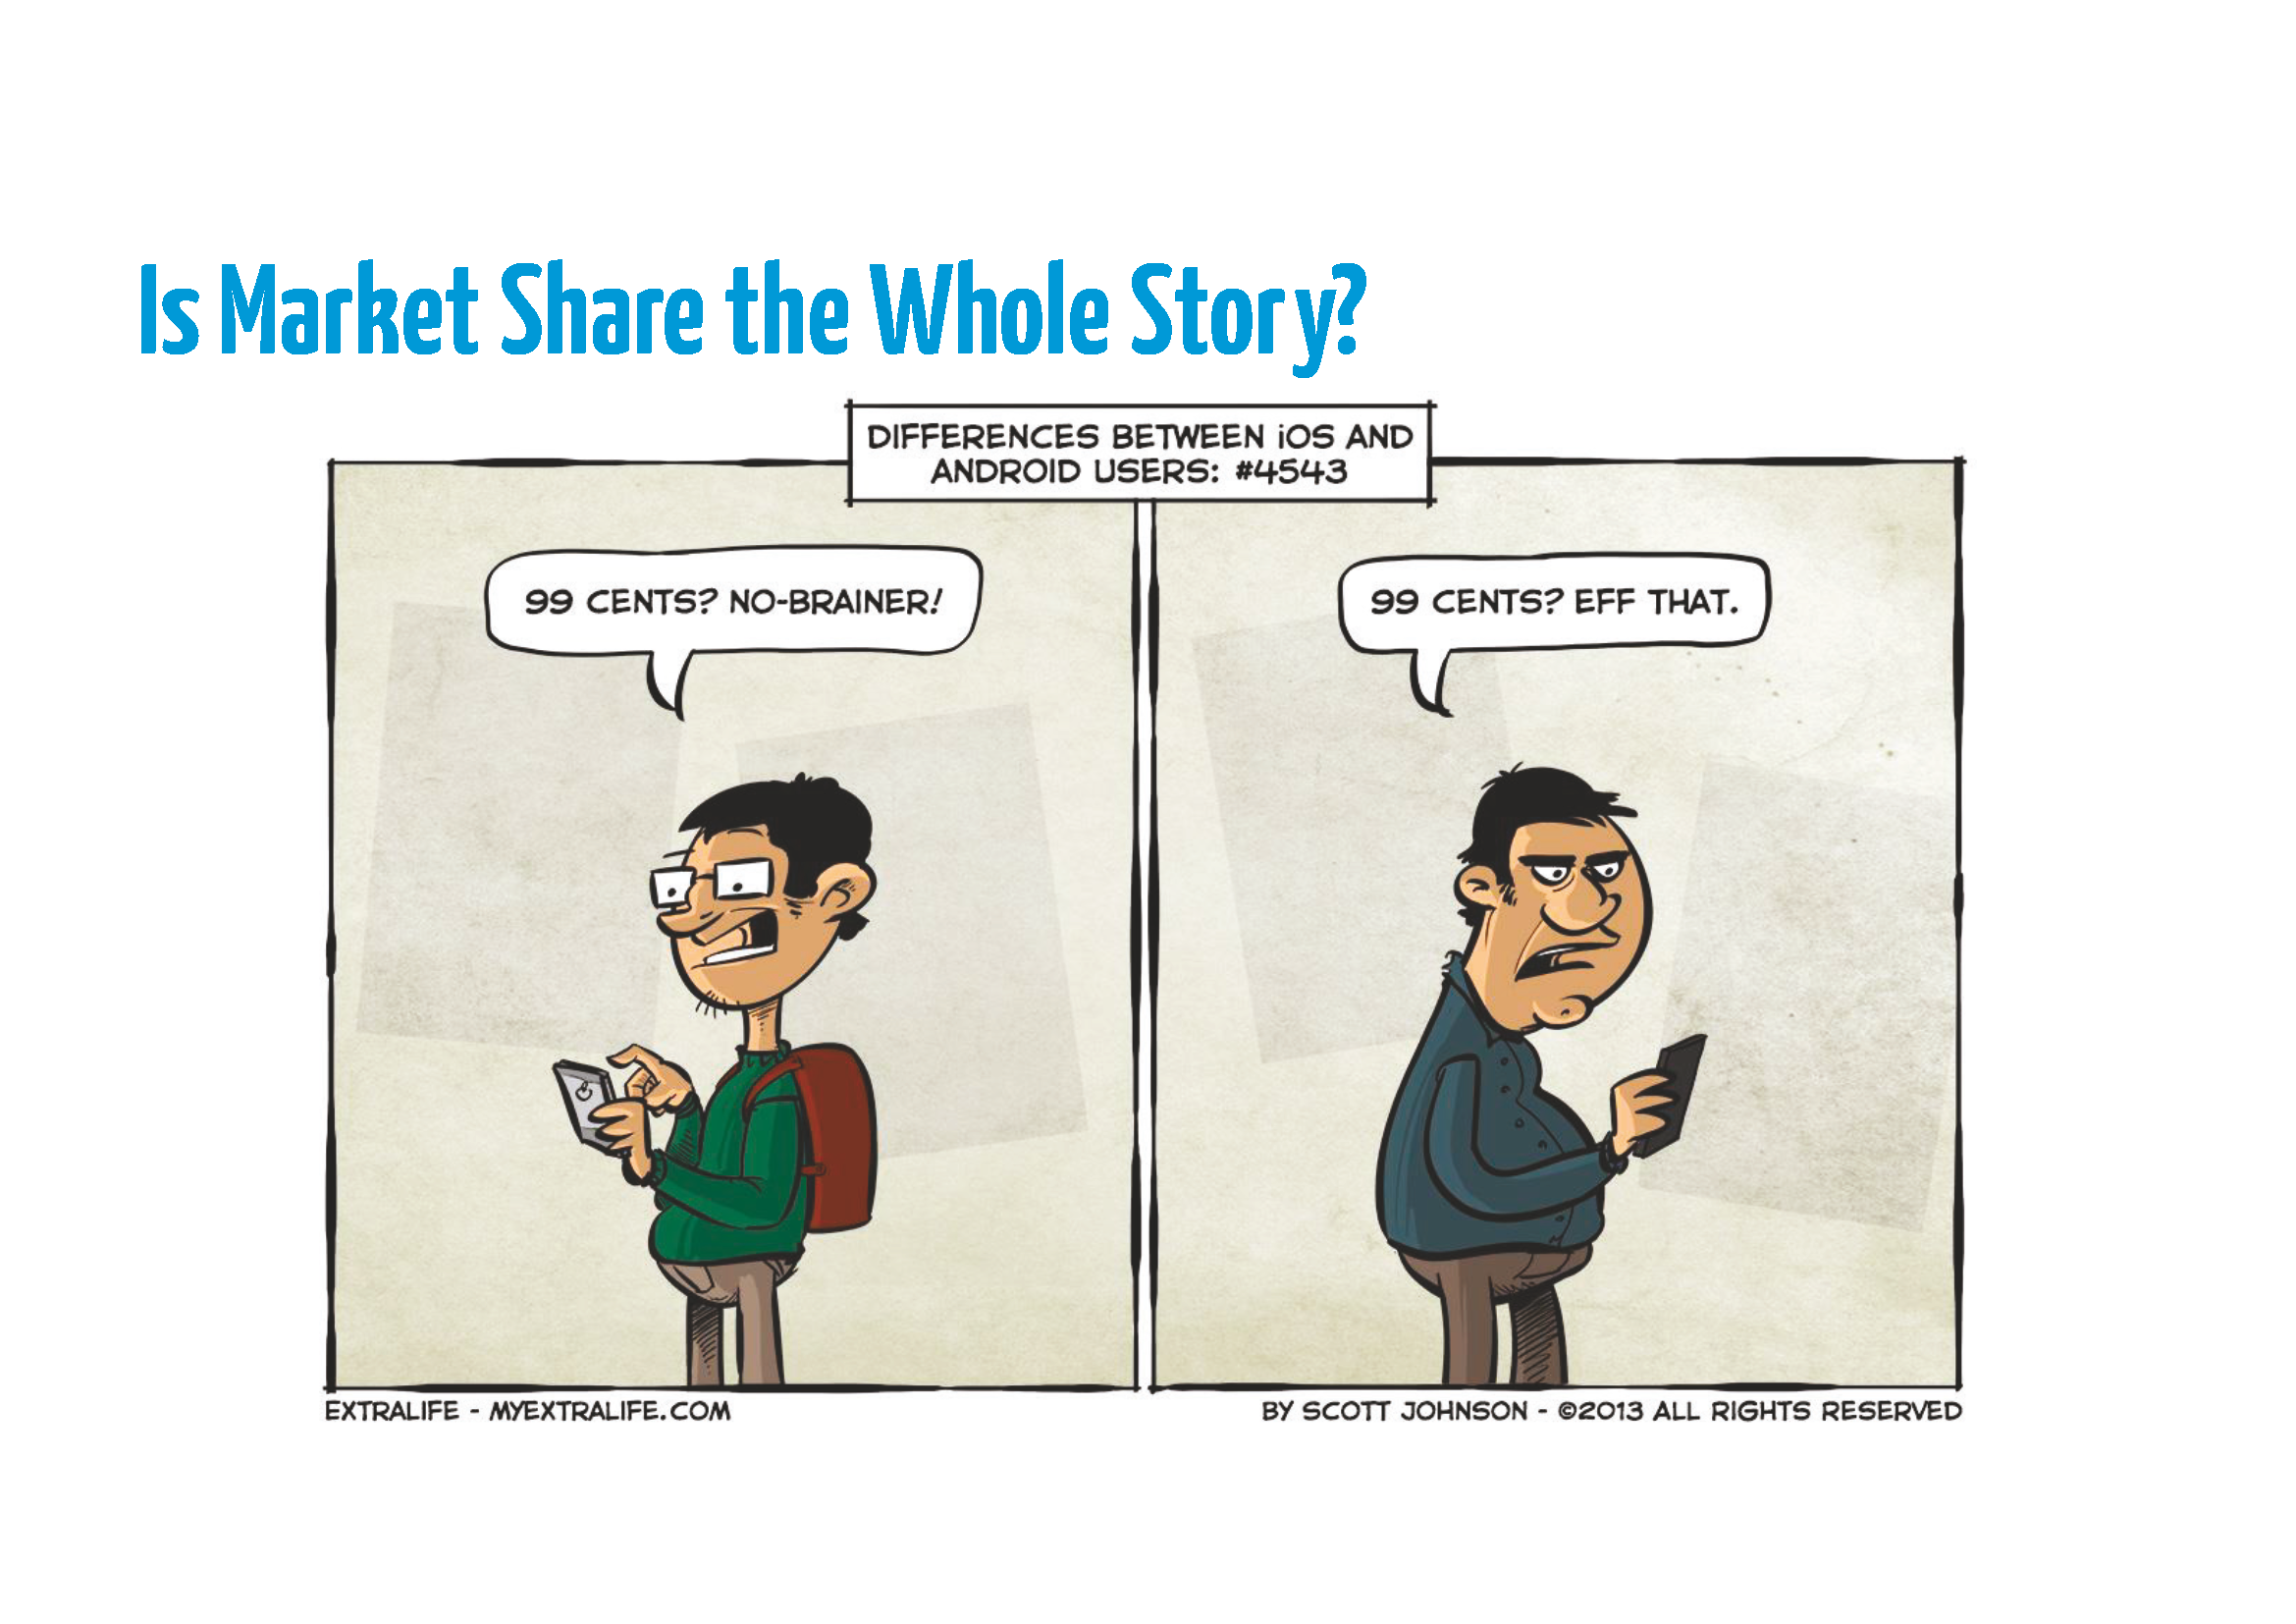 Is Market Share the Whole Story?
DIFFERENCES BETWEEN iOS AND
ANDROID USERS: #4543
99 CENTS? NO-BRAINER!
99 CENTS? EFF THAT.
EXTRALIFE - MYEXTRALIFE.COM
BY SCOTT JOHNSON - ©2013 ALL RIGHTS RESERVED